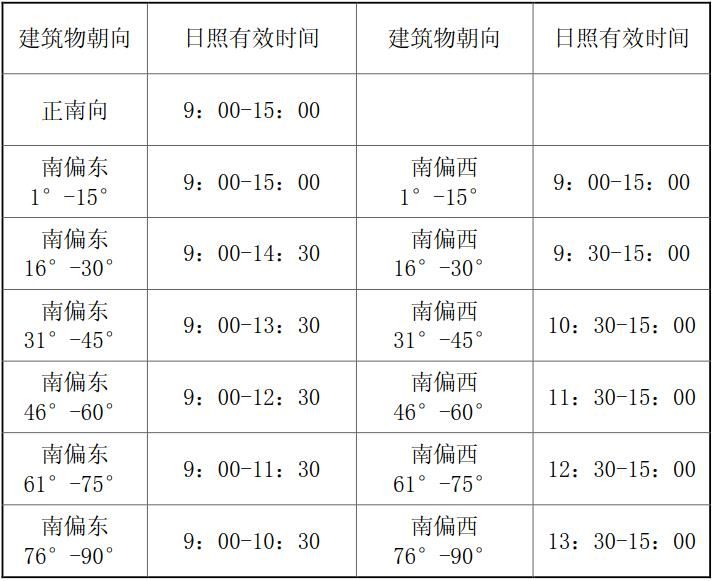 建筑物朝向 日照有效时间 建筑物朝向 日照有效时间
正南向 9：00-15：00
南偏东 1°-15° 9：00-15：00 南偏西 1°-15° 9：00-15：00
南偏东 16°-30° 9：00-14：30 南偏西 16°-30° 9：30-15：00
南偏东 31°-45° 9：00-13：30 南偏西 31°-45° 10：30-15：00
南偏东 46°-60° 9：00-12：30 南偏西 46°-60° 11：30-15：00
南偏东 61°-75° 9：00-11：30 南偏西 61°-75° 12：30-15：00
南偏东 76°-90° 9：00-10：30 南偏西 76°-90° 13：30-15：00